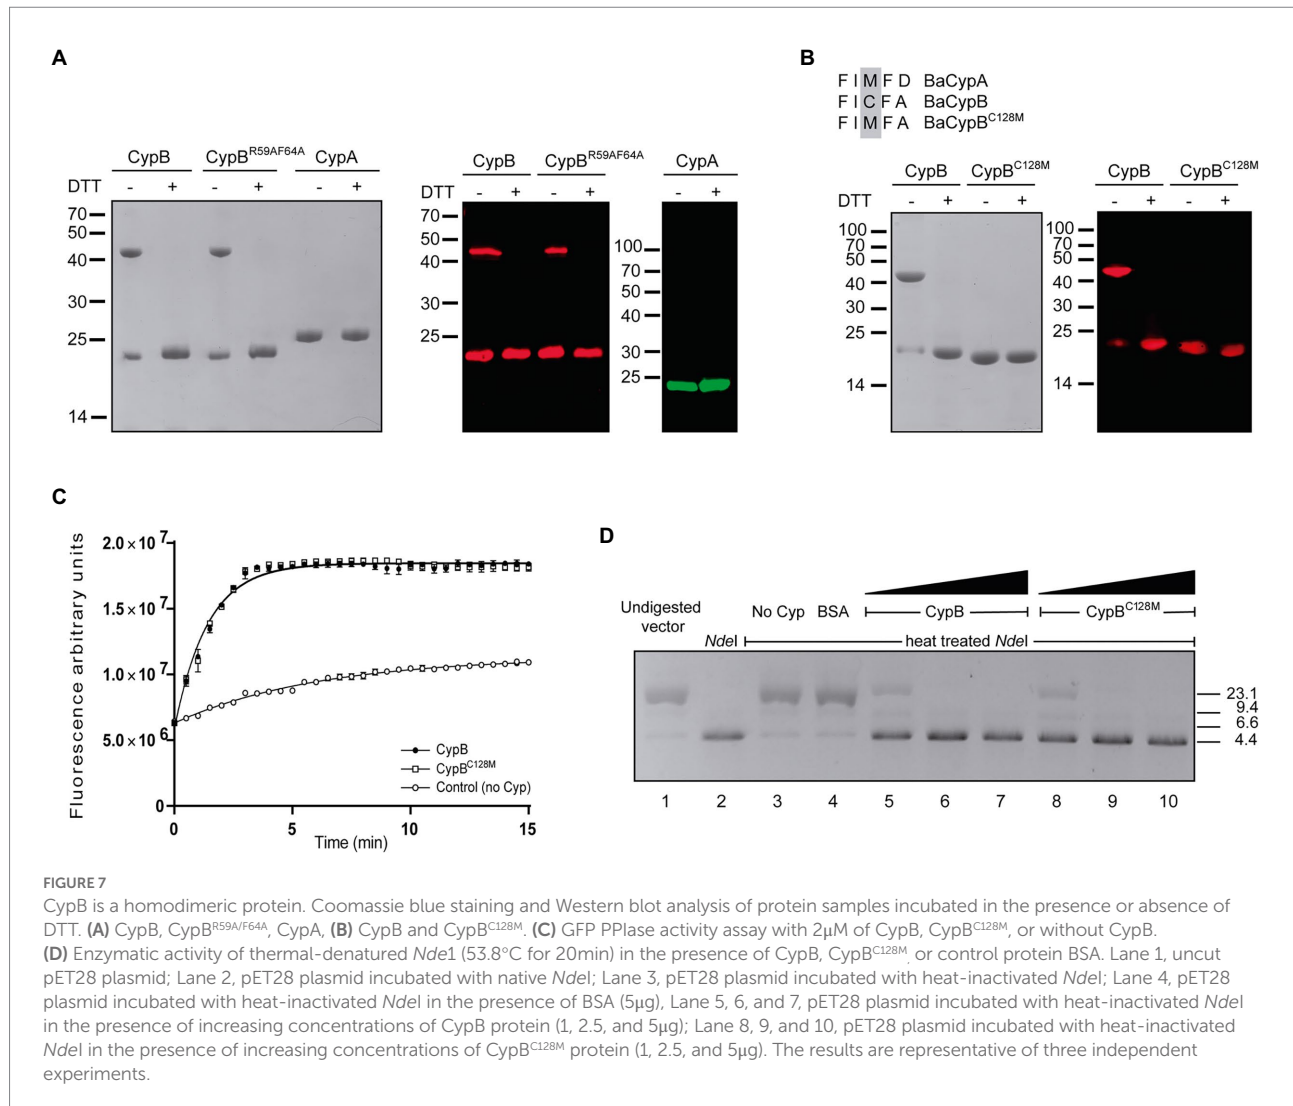 A
CypB CypB^R59AF64A CypA
DTT - + - + - +
70
50
40
30
25
14
CypB CypB^R59AF64A
DTT - + - +
70
50
40
30
25
CypA
- +
100
70
50
40
30
25
B
F I M F D BaCypA
F I C F A BaCypB
F I M F A BaCypB^C128M
CypB CypB^C128M
DTT - + - +
100
70
50
40
30
25
14
CypB CypB^C128M
DTT - + - +
100
70
50
40
30
25
14
C
Fluorescence arbitrary units
2.0×10^7
1.5×10^7
1.0×10^7
5.0×10^6
0
CypB
CypB^C128M
Control (no Cyp)
0 5 10 15
Time (min)
D
Undigested
vector
NdeI
No Cyp BSA CypB CypB^C128M
heat treated NdeI
23.1
9.4
6.6
4.4
1 2 3 4 5 6 7 8 9 10
FIGURE 7
CypB is a homodimeric protein. Coomassie blue staining and Western blot analysis of protein samples incubated in the presence or absence of
DTT. (A) CypB, CypB^R59A/F64A, CypA, (B) CypB and CypB^C128M. (C) GFP PPIase activity assay with 2μM of CypB, CypB^C128M, or without CypB.
(D) Enzymatic activity of thermal-denatured Nde1 (53.8°C for 20min) in the presence of CypB, CypB^C128M, or control protein BSA. Lane 1, uncut
pET28 plasmid; Lane 2, pET28 plasmid incubated with native NdeI; Lane 3, pET28 plasmid incubated with heat-inactivated NdeI; Lane 4, pET28
plasmid incubated with heat-inactivated NdeI in the presence of BSA (5μg), Lane 5, 6, and 7, pET28 plasmid incubated with heat-inactivated NdeI
in the presence of increasing concentrations of CypB protein (1, 2.5, and 5μg); Lane 8, 9, and 10, pET28 plasmid incubated with heat-inactivated
NdeI in the presence of increasing concentrations of CypB^C128M protein (1, 2.5, and 5μg). The results are representative of three independent
experiments.